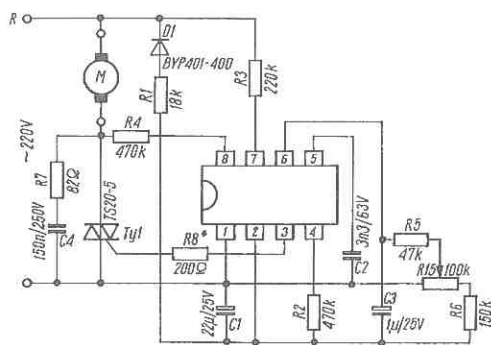 R
D1
BYP401-400
M
R1
18k
R3
220k
~220V
R4
470k
8
7
6
5
R7
82Ω
TS20-5
150n/250V
C4
Ty1
R8*
200Ω
1
2
3
4
3n3/63V
C2
R5
47k
R15
100k
22μ/25V
C1
R2
470k
C3
1μ/25V
R6
150k
0